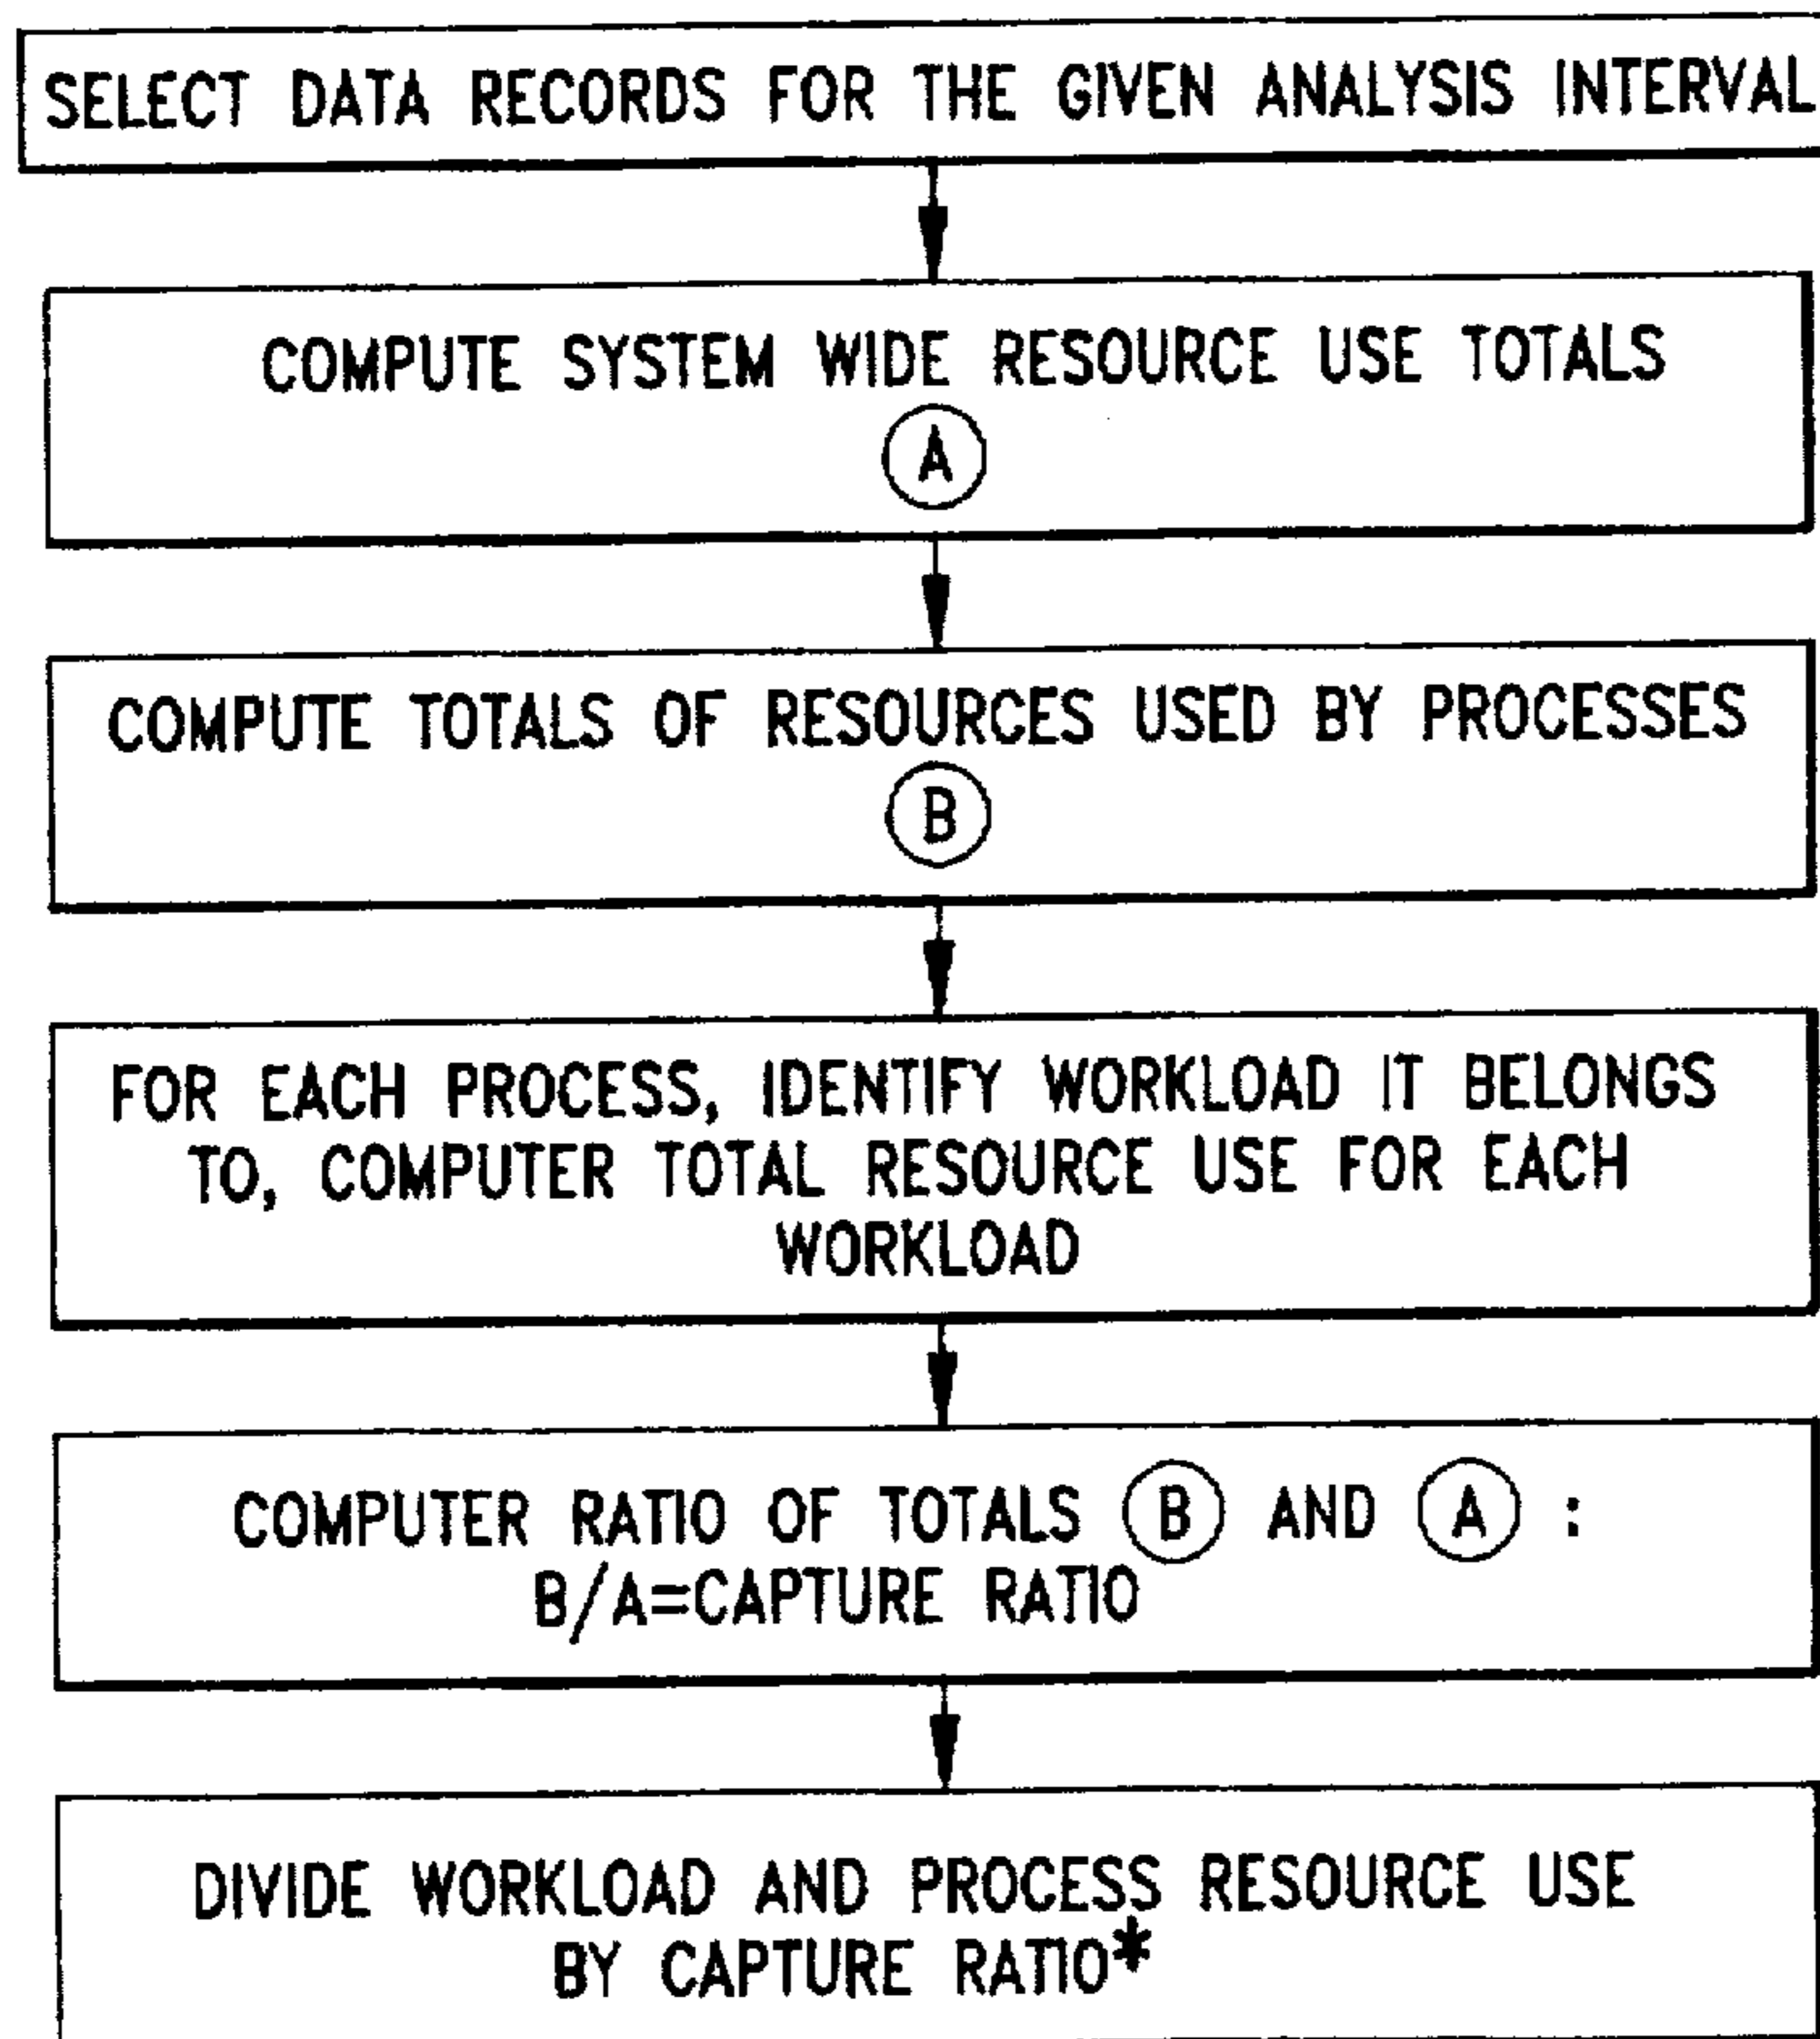 SELECT DATA RECORDS FOR THE GIVEN ANALYSIS INTERVAL
COMPUTE SYSTEM WIDE RESOURCE USE TOTALS
A
COMPUTE TOTALS OF RESOURCES USED BY PROCESSES
B
FOR EACH PROCESS, IDENTIFY WORKLOAD IT BELONGS
TO, COMPUTER TOTAL RESOURCE USE FOR EACH
WORKLOAD
COMPUTER RATIO OF TOTALS B AND A :
B/A=CAPTURE RATIO
DIVIDE WORKLOAD AND PROCESS RESOURCE USE
BY CAPTURE RATIO*